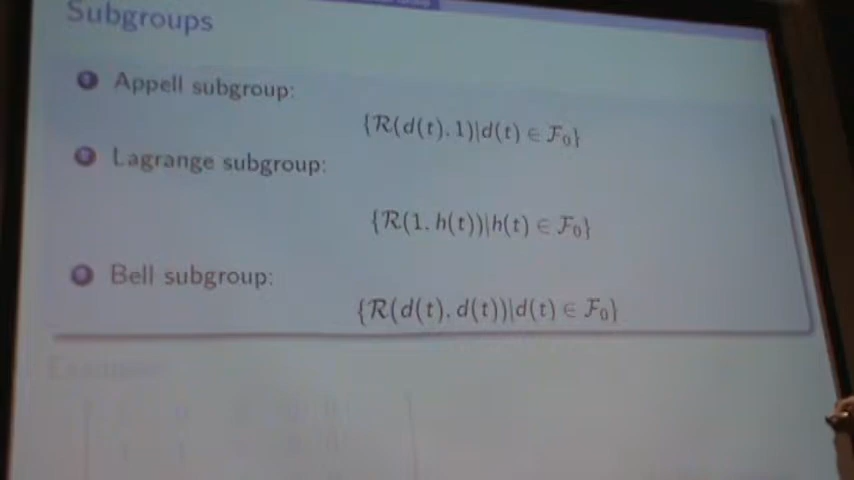 Subgroups
Appell subgroup:
{R(d(t), 1)|d(t) ∈ F₀}
Lagrange subgroup:
{R(1, h(t))|h(t) ∈ F₀}
Bell subgroup:
{R(d(t), d(t))|d(t) ∈ F₀}